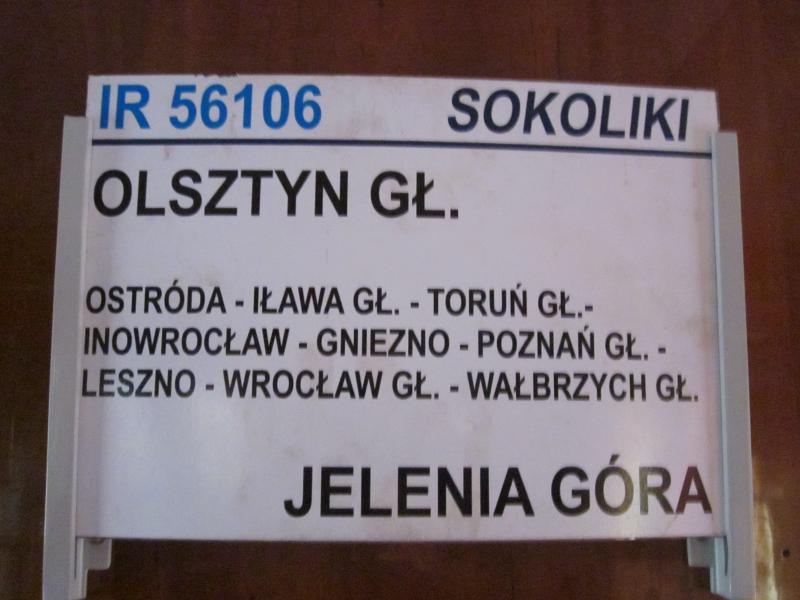 IR 56106 SOKOLIKI
OLSZTYN GŁ.
OSTRÓDA - IŁAWA GŁ. - TORUŃ GŁ.-
INOWROCŁAW - GNIEZNO - POZNAŃ GŁ. -
LESZNO - WROCŁAW GŁ. - WAŁBRZYCH GŁ.
JELENIA GÓRA